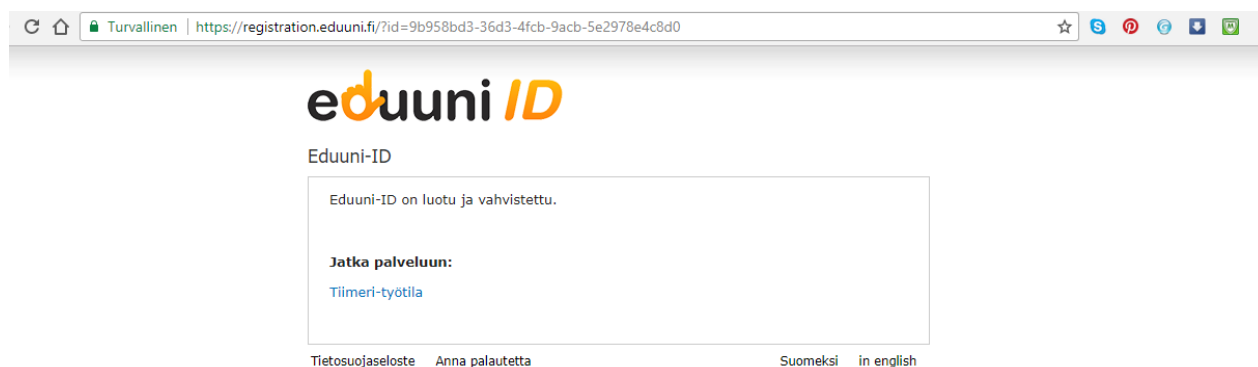 Turvallinen | https://registration.eduuni.fi/?id=9b958bd3-36d3-4fcb-9acb-5e2978e4c8d0
eduuni ID
Eduuni-ID
Eduuni-ID on luotu ja vahvistettu.
Jatka palveluun:
Tiimeri-työtila
Tietosuojaseloste Anna palautetta Suomeksi in english